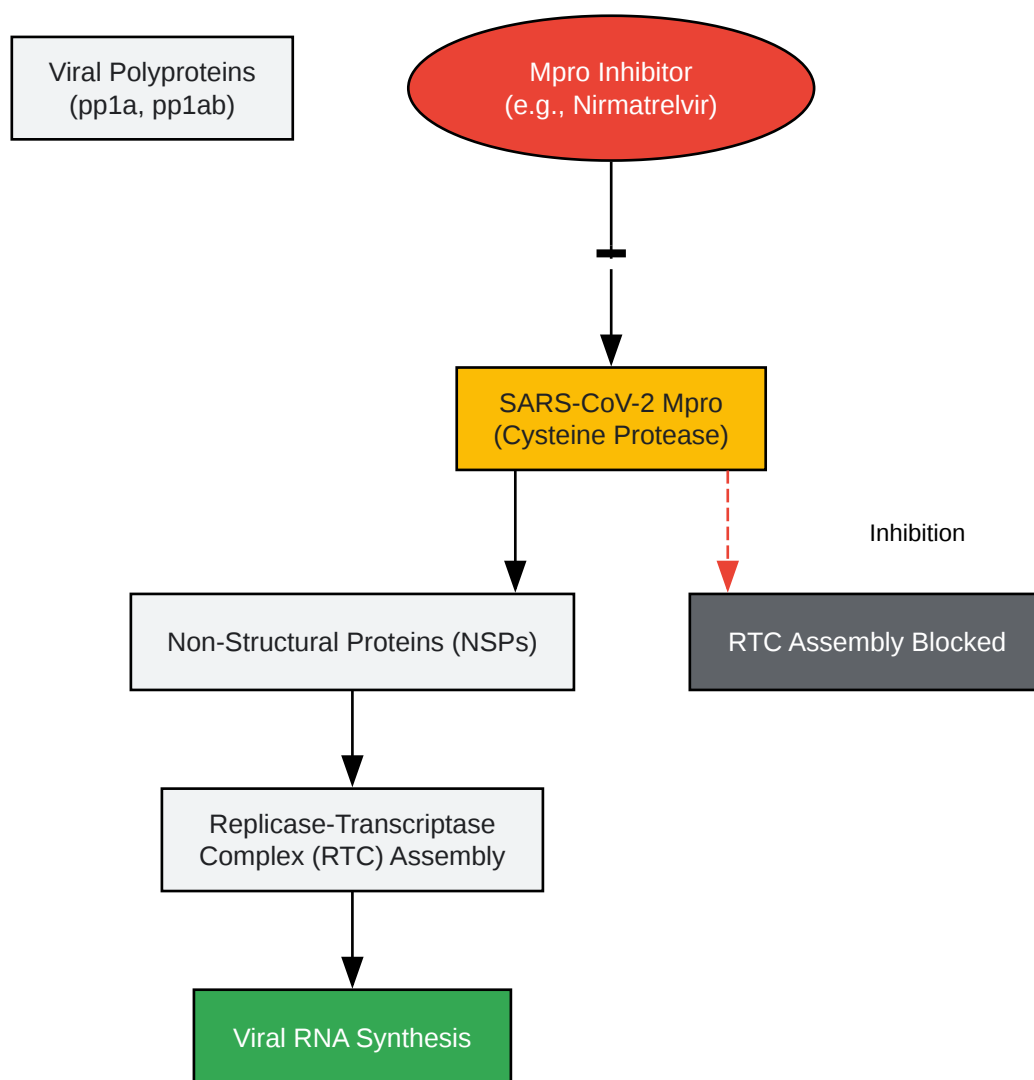 Viral Polyproteins
(pp1a, pp1ab)
Mpro Inhibitor
(e.g., Nirmatrelvir)
SARS-CoV-2 Mpro
(Cysteine Protease)
Inhibition
Non-Structural Proteins (NSPs)
RTC Assembly Blocked
Replicase-Transcriptase
Complex (RTC) Assembly
Viral RNA Synthesis